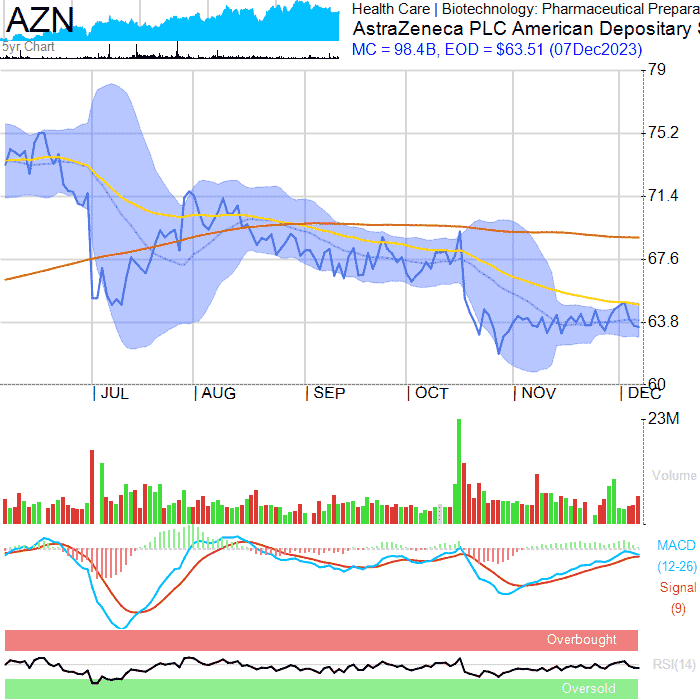 AZN
5yr Chart
Health Care | Biotechnology: Pharmaceutical Prepara
AstraZeneca PLC American Depositary S
MC = 98.4B, EOD = $63.51 (07Dec2023)
79
75.2
71.4
67.6
63.8
60
JUL AUG SEP OCT NOV DEC
23M
Volume
MACD
(12-26)
Signal
(9)
Overbought
RSI(14)
Oversold